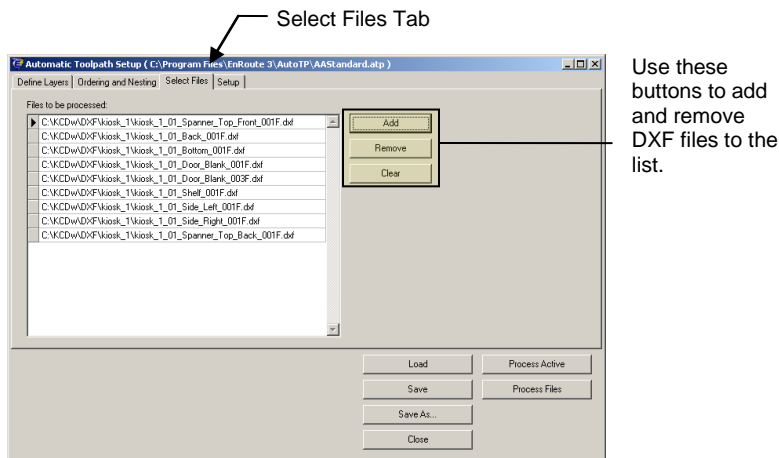 Select Files Tab
Automatic Toolpath Setup ( C:\Program Files\EnRoute 3\AutoTP\AAStandard.atp )
Define Layers Ordering and Nesting Select Files Setup
Files to be processed:
C:\KCDw\DXF\kiosk_1\kiosk_1_01_Spanner_Top_Front_001F.dxf
C:\KCDw\DXF\kiosk_1\kiosk_1_01_Back_001F.dxf
C:\KCDw\DXF\kiosk_1\kiosk_1_01_Bottom_001F.dxf
C:\KCDw\DXF\kiosk_1\kiosk_1_01_Door_Blank_001F.dxf
C:\KCDw\DXF\kiosk_1\kiosk_1_01_Door_Blank_003F.dxf
C:\KCDw\DXF\kiosk_1\kiosk_1_01_Shelf_001F.dxf
C:\KCDw\DXF\kiosk_1\kiosk_1_01_Side_Left_001F.dxf
C:\KCDw\DXF\kiosk_1\kiosk_1_01_Side_Right_001F.dxf
C:\KCDw\DXF\kiosk_1\kiosk_1_01_Spanner_Top_Back_001F.dxf
Add
Remove
Clear
Use these
buttons to add
and remove
DXF files to the
list.
Load Process Active
Save Process Files
Save As...
Close